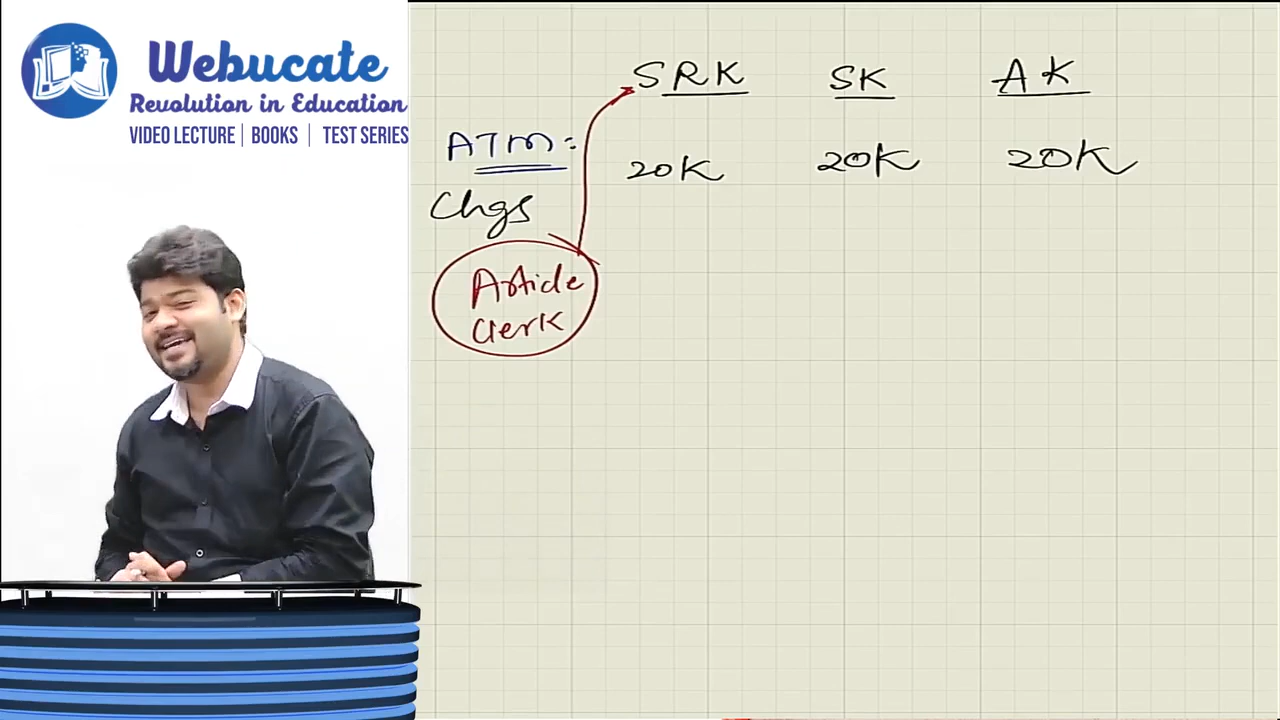 Webucate
Revolution in Education
VIDEO LECTURE | BOOKS | TEST SERIES
SRK SK AK
ATM:
20K 20K 20K
Chgs
Article
Clerk